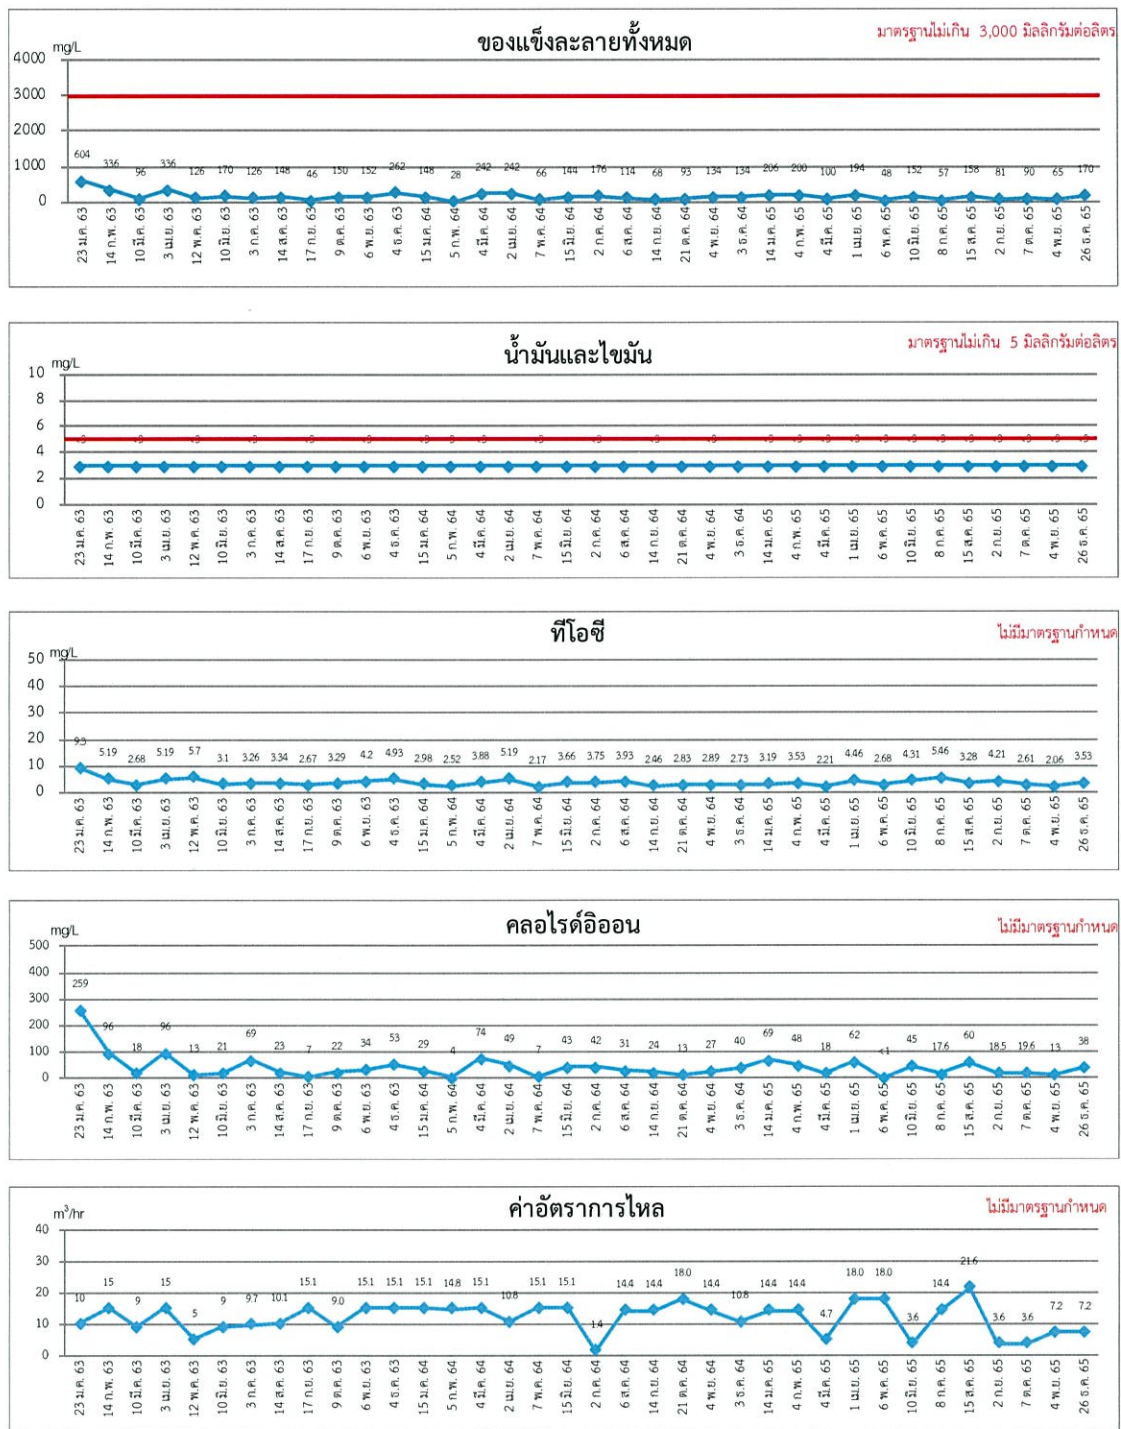 ของแข็งละลายทั้งหมด
มาตรฐานไม่เกิน 3,000 มิลลิกรัมต่อลิตร
mg/L
4000
3000
2000
1000
0
604 336 96 336 126 170 126 148 46 150 152 262 148 28 242 242 66 144 176 114 68 93 134 134 206 200 100 194 48 152 57 158 81 90 65 170
23 ม.ค. 63 14 ก.พ. 63 10 มี.ค. 63 3 เม.ย. 63 12 พ.ค. 63 10 มิ.ย. 63 3 ก.ค. 63 14 ส.ค. 63 17 ก.ย. 63 9 ต.ค. 63 6 พ.ย. 63 4 ธ.ค. 63 15 ม.ค. 64 5 ก.พ. 64 4 มี.ค. 64 2 เม.ย. 64 7 พ.ค. 64 15 มิ.ย. 64 2 ก.ค. 64 6 ส.ค. 64 14 ก.ย. 64 21 ต.ค. 64 4 พ.ย. 64 3 ธ.ค. 64 14 ม.ค. 65 4 ก.พ. 65 4 มี.ค. 65 1 เม.ย. 65 6 พ.ค. 65 10 มิ.ย. 65 8 ก.ค. 65 15 ส.ค. 65 2 ก.ย. 65 7 ต.ค. 65 4 พ.ย. 65 26 ธ.ค. 65
น้ำมันและไขมัน
มาตรฐานไม่เกิน 5 มิลลิกรัมต่อลิตร
mg/L
10
8
6
4
2
0
23 ม.ค. 63 14 ก.พ. 63 10 มี.ค. 63 3 เม.ย. 63 12 พ.ค. 63 10 มิ.ย. 63 3 ก.ค. 63 14 ส.ค. 63 17 ก.ย. 63 9 ต.ค. 63 6 พ.ย. 63 4 ธ.ค. 63 15 ม.ค. 64 5 ก.พ. 64 4 มี.ค. 64 2 เม.ย. 64 7 พ.ค. 64 15 มิ.ย. 64 2 ก.ค. 64 6 ส.ค. 64 14 ก.ย. 64 21 ต.ค. 64 4 พ.ย. 64 3 ธ.ค. 64 14 ม.ค. 65 4 ก.พ. 65 4 มี.ค. 65 1 เม.ย. 65 6 พ.ค. 65 10 มิ.ย. 65 8 ก.ค. 65 15 ส.ค. 65 2 ก.ย. 65 7 ต.ค. 65 4 พ.ย. 65 26 ธ.ค. 65
ทีโอซี
ไม่มีมาตรฐานกำหนด
mg/L
50
40
30
20
10
0
9.3 5.19 2.68 5.19 5.7 3.1 3.26 3.34 2.67 3.29 4.2 4.93 2.98 2.52 3.88 5.19 2.17 3.66 3.75 3.93 2.46 2.83 2.89 2.73 3.19 3.53 2.21 4.46 2.68 4.31 5.46 3.28 4.21 2.61 2.06 3.53
23 ม.ค. 63 14 ก.พ. 63 10 มี.ค. 63 3 เม.ย. 63 12 พ.ค. 63 10 มิ.ย. 63 3 ก.ค. 63 14 ส.ค. 63 17 ก.ย. 63 9 ต.ค. 63 6 พ.ย. 63 4 ธ.ค. 63 15 ม.ค. 64 5 ก.พ. 64 4 มี.ค. 64 2 เม.ย. 64 7 พ.ค. 64 15 มิ.ย. 64 2 ก.ค. 64 6 ส.ค. 64 14 ก.ย. 64 21 ต.ค. 64 4 พ.ย. 64 3 ธ.ค. 64 14 ม.ค. 65 4 ก.พ. 65 4 มี.ค. 65 1 เม.ย. 65 6 พ.ค. 65 10 มิ.ย. 65 8 ก.ค. 65 15 ส.ค. 65 2 ก.ย. 65 7 ต.ค. 65 4 พ.ย. 65 26 ธ.ค. 65
คลอไรด์อิออน
ไม่มีมาตรฐานกำหนด
mg/L
500
400
300
200
100
0
259 96 18 96 13 21 69 23 7 22 34 53 29 4 74 49 7 43 42 31 24 13 27 40 69 48 18 62 <1 45 17.6 60 18.5 19.6 13 38
23 ม.ค. 63 14 ก.พ. 63 10 มี.ค. 63 3 เม.ย. 63 12 พ.ค. 63 10 มิ.ย. 63 3 ก.ค. 63 14 ส.ค. 63 17 ก.ย. 63 9 ต.ค. 63 6 พ.ย. 63 4 ธ.ค. 63 15 ม.ค. 64 5 ก.พ. 64 4 มี.ค. 64 2 เม.ย. 64 7 พ.ค. 64 15 มิ.ย. 64 2 ก.ค. 64 6 ส.ค. 64 14 ก.ย. 64 21 ต.ค. 64 4 พ.ย. 64 3 ธ.ค. 64 14 ม.ค. 65 4 ก.พ. 65 4 มี.ค. 65 1 เม.ย. 65 6 พ.ค. 65 10 มิ.ย. 65 8 ก.ค. 65 15 ส.ค. 65 2 ก.ย. 65 7 ต.ค. 65 4 พ.ย. 65 26 ธ.ค. 65
ค่าอัตราการไหล
ไม่มีมาตรฐานกำหนด
m³/hr
40
30
20
10
0
10 15 9 15 5 9 9.7 10.1 15.1 9.0 15.1 15.1 15.1 14.8 15.1 10.8 15.1 15.1 1.4 14.4 14.4 18.0 14.4 10.8 14.4 14.4 4.7 18.0 18.0 3.6 14.4 21.6 3.6 3.6 7.2 7.2
23 ม.ค. 63 14 ก.พ. 63 10 มี.ค. 63 3 เม.ย. 63 12 พ.ค. 63 10 มิ.ย. 63 3 ก.ค. 63 14 ส.ค. 63 17 ก.ย. 63 9 ต.ค. 63 6 พ.ย. 63 4 ธ.ค. 63 15 ม.ค. 64 5 ก.พ. 64 4 มี.ค. 64 2 เม.ย. 64 7 พ.ค. 64 15 มิ.ย. 64 2 ก.ค. 64 6 ส.ค. 64 14 ก.ย. 64 21 ต.ค. 64 4 พ.ย. 64 3 ธ.ค. 64 14 ม.ค. 65 4 ก.พ. 65 4 มี.ค. 65 1 เม.ย. 65 6 พ.ค. 65 10 มิ.ย. 65 8 ก.ค. 65 15 ส.ค. 65 2 ก.ย. 65 7 ต.ค. 65 4 พ.ย. 65 26 ธ.ค. 65